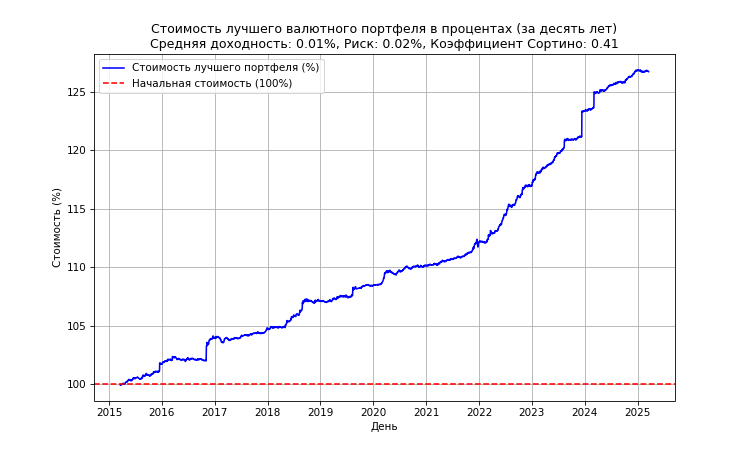 Стоимость лучшего валютного портфеля в процентах (за десять лет)
Средняя доходность: 0.01%, Риск: 0.02%, Коэффициент Сортино: 0.41
Стоимость лучшего портфеля (%)
Начальная стоимость (100%)
Стоимость (%)
125
120
115
110
105
100
2015 2016 2017 2018 2019 2020 2021 2022 2023 2024 2025
День